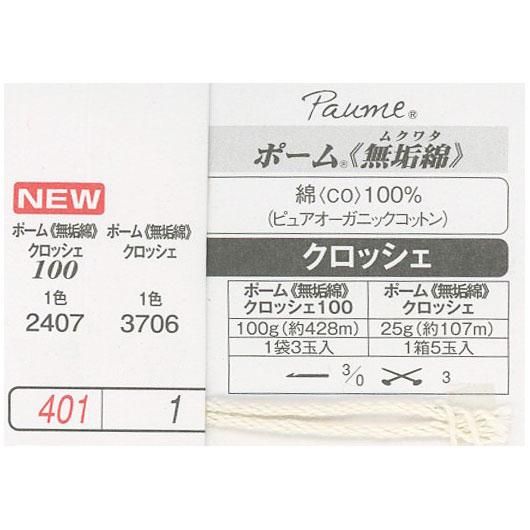 Paume®
ムクワタ
ポーム®《無垢綿》
綿〈CO〉100%
(ピュアオーガニックコットン)
クロッシェ
ポーム《無垢綿》
クロッシェ100
ポーム《無垢綿》
クロッシェ
100g(約428m)
25g(約107m)
1袋3玉入
1箱5玉入
3/0
3
NEW
ポーム《無垢綿》
クロッシェ
100
1色
2407
ポーム《無垢綿》
クロッシェ
1色
3706
401
1